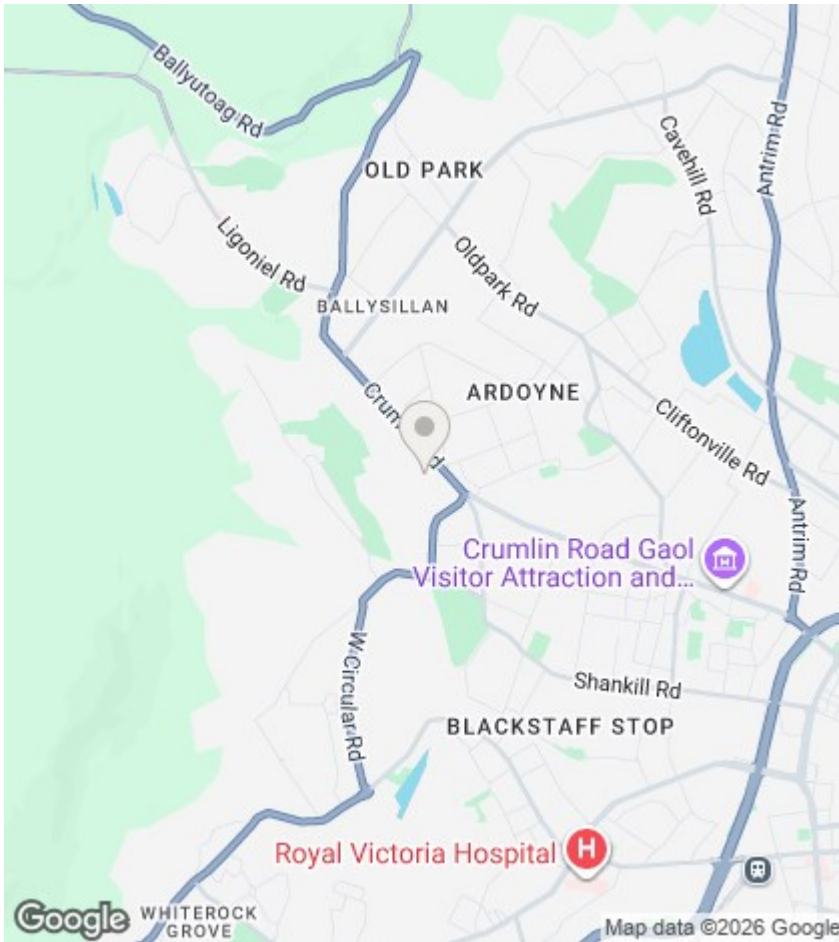 Ballyutoag Rd
Antrim Rd
Cavehill Rd
OLD PARK
Ligoniel Rd
Oldpark Rd
BALLYSILLAN
ARDOYNE
Cliftonville Rd
Antrim Rd
Crumlin Road Gaol
Visitor Attraction and...
W Circular Rd
Shankill Rd
BLACKSTAFF STOP
Royal Victoria Hospital
H
Google
WHITEROCK
GROVE
Map data ©2026 Google